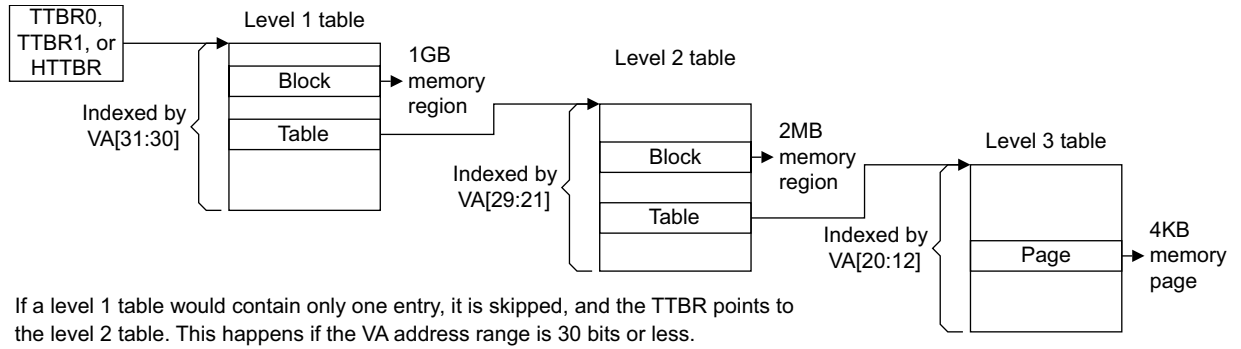 TTBR0,
TTBR1, or
HTTBR
Level 1 table
Block
Table
Indexed by
VA[31:30]
1GB
memory
region
Level 2 table
Block
Table
Indexed by
VA[29:21]
2MB
memory
region
Level 3 table
Page
Indexed by
VA[20:12]
4KB
memory
page
If a level 1 table would contain only one entry, it is skipped, and the TTBR points to
the level 2 table. This happens if the VA address range is 30 bits or less.